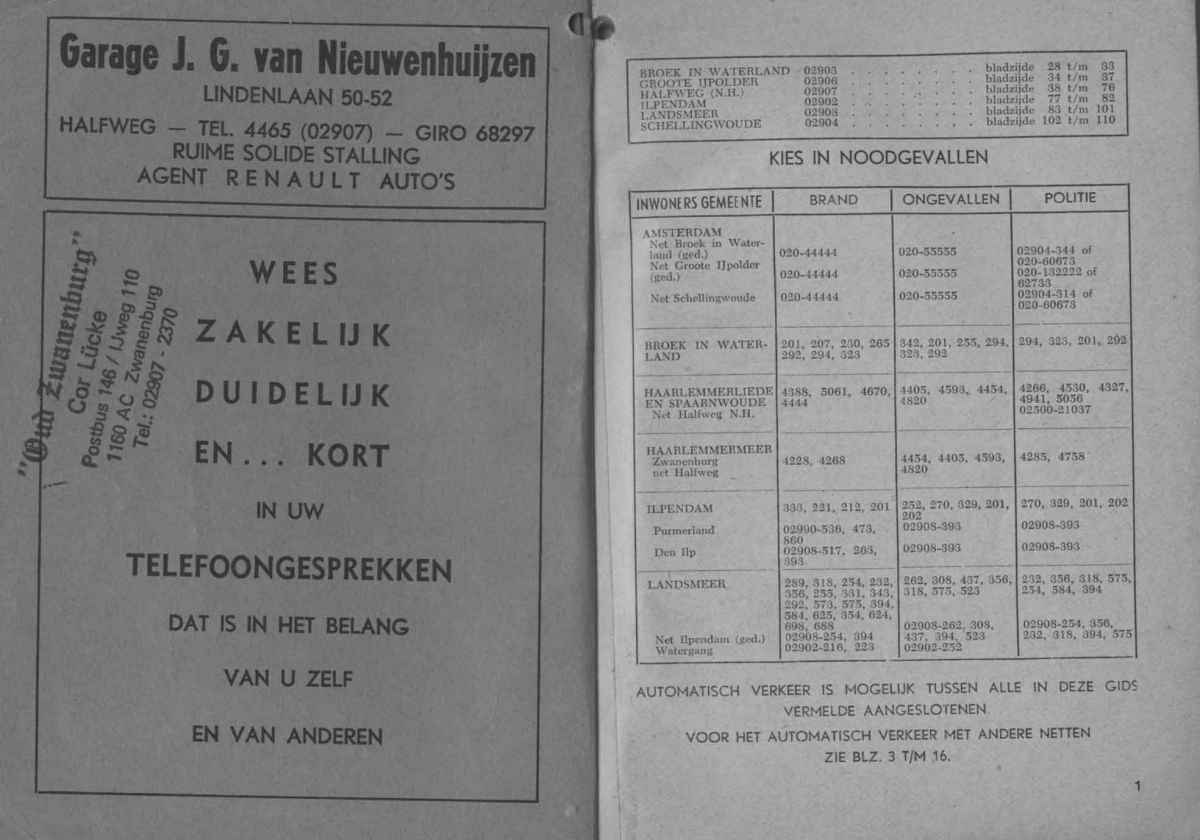 Garage J. G. van Nieuwenhuijzen
LINDENLAAN 50-52
HALFWEG — TEL. 4465 (02907) — GIRO 68297
RUIME SOLIDE STALLING
AGENT RENAULT AUTO'S
"Oud Zwanenburg"
Cor Lücke
Postbus 146 / IJweg 110
1160 AC Zwanenburg
Tel.: 02907 - 2370
WEES
ZAKELIJK
DUIDELIJK
EN... KORT
IN UW
TELEFOONGESPREKKEN
DAT IS IN HET BELANG
VAN U ZELF
EN VAN ANDEREN
BROEK IN WATERLAND 02903 . . . . . . . . bladzijde 28 t/m 33
GROOTE IJPOLDER 02906 . . . . . . . . bladzijde 34 t/m 37
HALFWEG (N.H.) 02907 . . . . . . . . bladzijde 38 t/m 76
ILPENDAM 02902 . . . . . . . . bladzijde 77 t/m 82
LANDSMEER 02908 . . . . . . . . bladzijde 83 t/m 101
SCHELLINGWOUDE 02904 . . . . . . . . bladzijde 102 t/m 110
KIES IN NOODGEVALLEN
INWONERS GEMEENTE BRAND ONGEVALLEN POLITIE
AMSTERDAM
Net Broek in Water-
land (ged.) 020-44444 020-55555 02904-344 of
020-60673
Net Groote IJpolder
(ged.) 020-44444 020-55555 020-132222 of
62733
Net Schellingwoude 020-44444 020-55555 02904-314 of
020-60673
BROEK IN WATER- 201, 207, 230, 265 342, 201, 255, 294, 294, 323, 201, 292
LAND 292, 294, 323 323, 292
HAARLEMMERLIEDE 4388, 5061, 4670, 4405, 4593, 4454, 4266, 4530, 4327,
EN SPAARNWOUDE 4444 4820 4941, 5056
Net Halfweg N.H. 02500-21037
HAARLEMMERMEER
Zwanenburg 4228, 4268 4454, 4405, 4593, 4285, 4758
net Halfweg 4820
ILPENDAM 333, 221, 212, 201 252, 270, 329, 201, 270, 329, 201, 202
202
Purmerland 02990-536, 473, 02908-393 02908-393
860
Den Ilp 02908-517, 263, 02908-393 02908-393
393
LANDSMEER 289, 318, 254, 232, 262, 308, 437, 356, 232, 356, 318, 575,
356, 255, 331, 343, 318, 575, 523 254, 584, 394
292, 573, 575, 394,
584, 625, 354, 624,
698, 688 02908-262, 308, 02908-254, 356,
Net Ilpendam (ged.) 02908-254, 394 437, 394, 523 232, 318, 394, 575
Watergang 02902-216, 223 02902-252
AUTOMATISCH VERKEER IS MOGELIJK TUSSEN ALLE IN DEZE GIDS
VERMELDE AANGESLOTENEN.
VOOR HET AUTOMATISCH VERKEER MET ANDERE NETTEN
ZIE BLZ. 3 T/M 16.
1